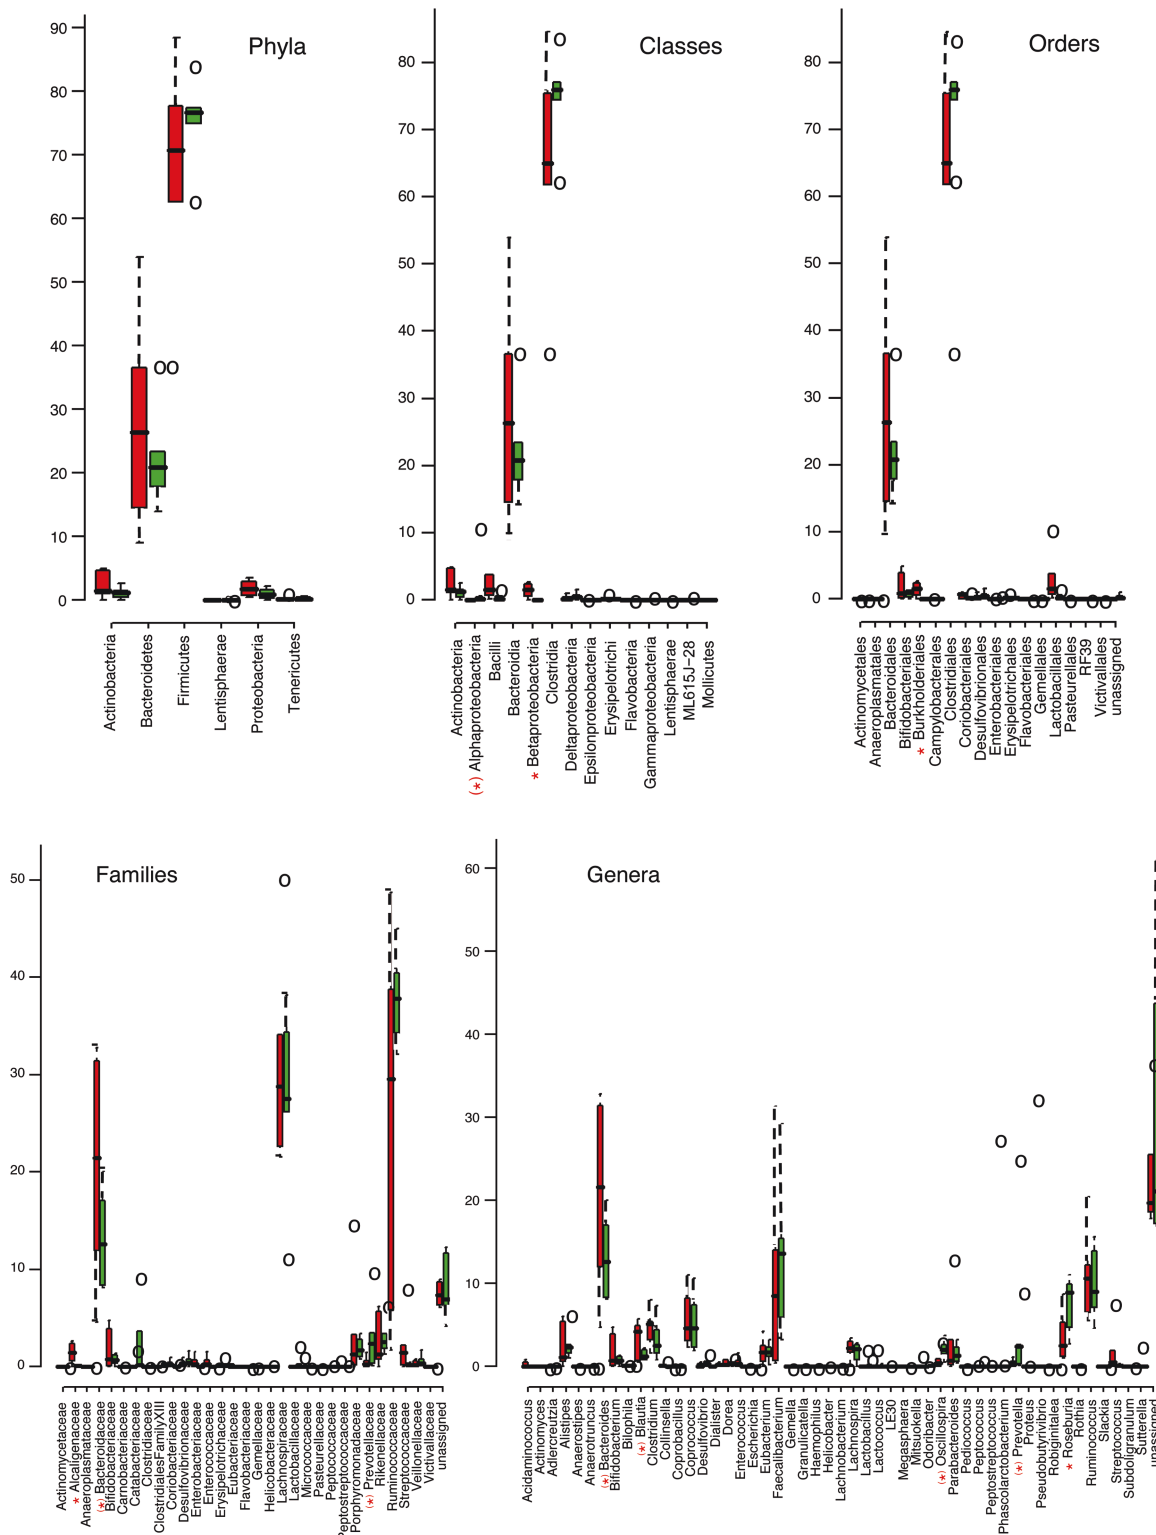 Phyla
90
80
70
60
50
40
30
20
10
0
Actinobacteria
Bacteroidetes
Firmicutes
Lentisphaerae
Proteobacteria
Tenericutes
Classes
80
70
60
50
40
30
20
10
0
Actinobacteria
(*) Alphaproteobacteria
Bacilli
Bacteroidia
* Betaproteobacteria
Clostridia
Deltaproteobacteria
Epsilonproteobacteria
Erysipelotrichi
Flavobacteria
Gammaproteobacteria
Lentisphaerae
ML615J-28
Mollicutes
Orders
80
70
60
50
40
30
20
10
0
Actinomycetales
Anaeroplasmatales
Bacteroidales
Bifidobacteriales
* Burkholderiales
Campylobacterales
Clostridiales
Coriobacteriales
Desulfovibrionales
Enterobacteriales
Erysipelotrichales
Flavobacteriales
Gemellales
Lactobacillales
Pasteurellales
RF39
Victivallales
unassigned
Families
50
40
30
20
10
0
Actinomycetaceae
* Alcaligenaceae
Anaeroplasmataceae
(*) Bacteroidaceae
Bifidobacteriaceae
Carnobacteriaceae
Catabacteriaceae
Clostridiaceae
ClostridialesFamilyXIII
Coriobacteriaceae
Desulfovibrionaceae
Enterobacteriaceae
Enterococcaceae
Erysipelotrichaceae
Eubacteriaceae
Flavobacteriaceae
Gemellaceae
Helicobacteraceae
Lachnospiraceae
Lactobacillaceae
Micrococcaceae
Pasteurellaceae
Peptococcaceae
Peptostreptococcaceae
Porphyromonadaceae
(*) Prevotellaceae
Rikenellaceae
Ruminococcaceae
Streptococcaceae
Veillonellaceae
Victivallaceae
unassigned
Genera
60
50
40
30
20
10
0
Acidaminococcus
Actinomyces
Adlercreutzia
Alistipes
Anaerostipes
Anaerotruncus
(*) Bacteroides
Bifidobacterium
Bilophila
(*) Blautia
Clostridium
Collinsella
Coprobacillus
Coprococcus
Desulfovibrio
Dialister
Dorea
Enterococcus
Escherichia
Eubacterium
Faecalibacterium
Gemella
Granulicatella
Haemophilus
Helicobacter
Lachnobacterium
Lachnospira
Lactobacillus
Lactococcus
LE30
Megasphaera
Mitsuokella
Odoribacter
(*) Oscillospira
Parabacteroides
Pediococcus
Peptococcus
Peptostreptococcus
Phascolarctobacterium
(*) Prevotella
Proteus
Pseudobutyrivibrio
Robiginitalea
* Roseburia
Rothia
Ruminococcus
Slackia
Streptococcus
Subdoligranulum
Sutterella
unassigned